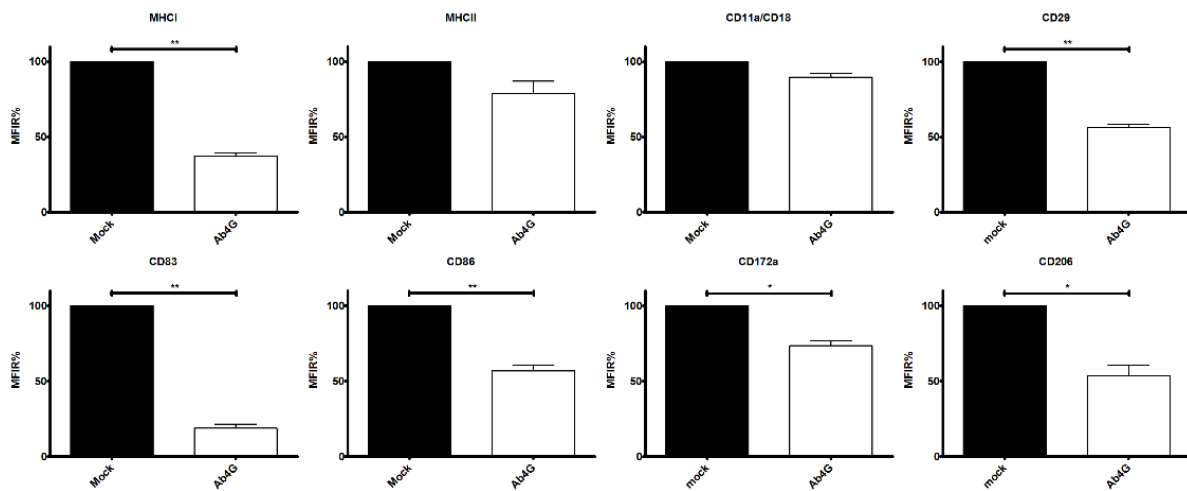 MHCI
**
MFIR%
100
50
0
Mock
Ab4G
MHCII
MFIR%
100
50
0
Mock
Ab4G
CD11a/CD18
MFIR%
100
50
0
Mock
Ab4G
CD29
**
MFIR%
100
50
0
mock
Ab4G
CD83
**
MFIR%
100
50
0
Mock
Ab4G
CD86
**
MFIR%
100
50
0
Mock
Ab4G
CD172a
*
MFIR%
100
50
0
mock
Ab4G
CD206
*
MFIR%
100
50
0
mock
Ab4G